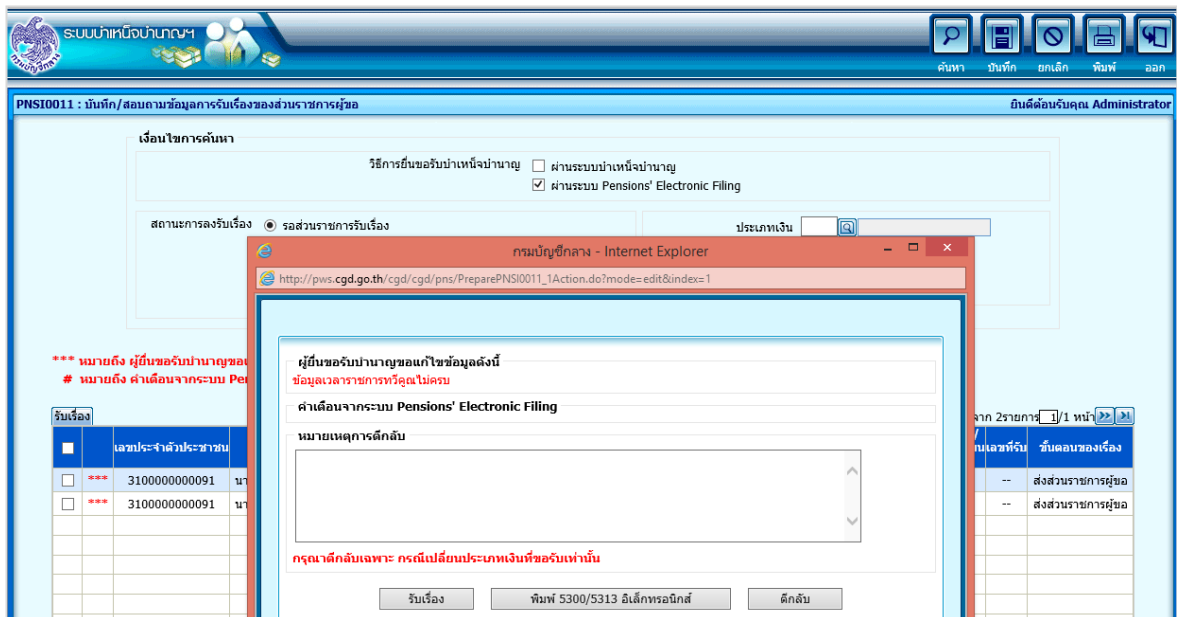 ระบบบำเหน็จบำนาญฯ
กรมบัญชีกลาง
ค้นหา บันทึก ยกเลิก พิมพ์ ออก
PNSI0011 : บันทึก/สอบถามข้อมูลการรับเรื่องของส่วนราชการผู้ขอ ยินดีต้อนรับคุณ Administrator
เงื่อนไขการค้นหา
วิธีการยื่นขอรับบำเหน็จบำนาญ ผ่านระบบบำเหน็จบำนาญ
ผ่านระบบ Pensions' Electronic Filing
สถานะการลงรับเรื่อง รอส่วนราชการรับเรื่อง ประเภทเงิน
กรมบัญชีกลาง - Internet Explorer
http://pws.cgd.go.th/cgd/cgd/pns/PreparePNSI0011_1Action.do?mode=edit&index=1
ผู้ยื่นขอรับบำนาญขอแก้ไขข้อมูลดังนี้
ข้อมูลเวลาราชการทวีคูณไม่ครบ
คำเตือนจากระบบ Pensions' Electronic Filing
หมายเหตุการตีกลับ
กรุณาตีกลับเฉพาะ กรณีเปลี่ยนประเภทเงินที่ขอรับเท่านั้น
รับเรื่อง พิมพ์ 5300/5313 อิเล็กทรอนิกส์ ตีกลับ
*** หมายถึง ผู้ยื่นขอรับบำนาญขอ
# หมายถึง คำเตือนจากระบบ Pe
รับเรื่อง จาก 2รายการ 1/1 หน้า
เลขประจำตัวประชาชน เลขที่รับ ขั้นตอนของเรื่อง
*** 3100000000091 นา -- ส่งส่วนราชการผู้ขอ
*** 3100000000091 นา -- ส่งส่วนราชการผู้ขอ